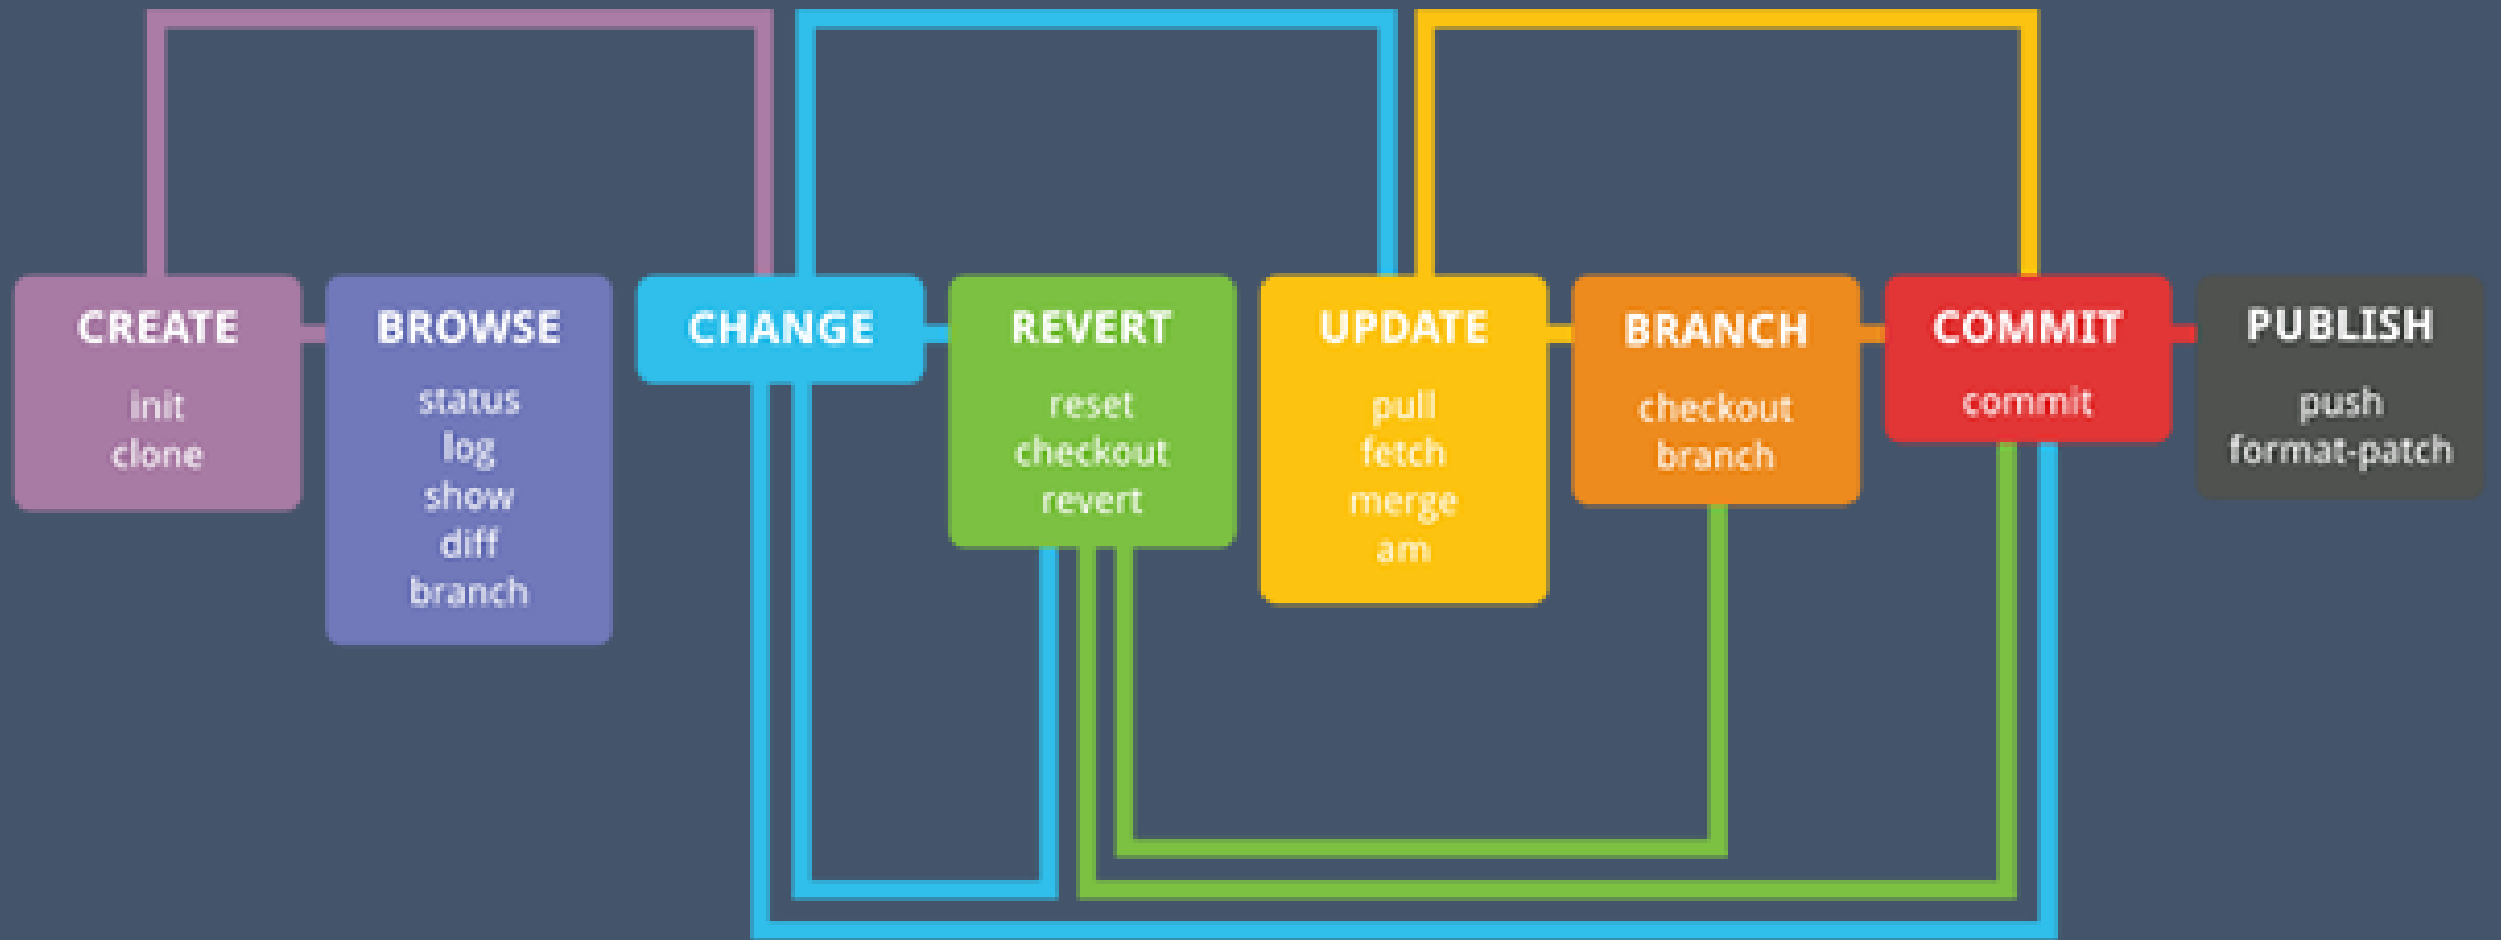 CREATE
init
clone
BROWSE
status
log
show
diff
branch
CHANGE
REVERT
reset
checkout
revert
UPDATE
pull
fetch
merge
am
BRANCH
checkout
branch
COMMIT
commit
PUBLISH
push
format-patch